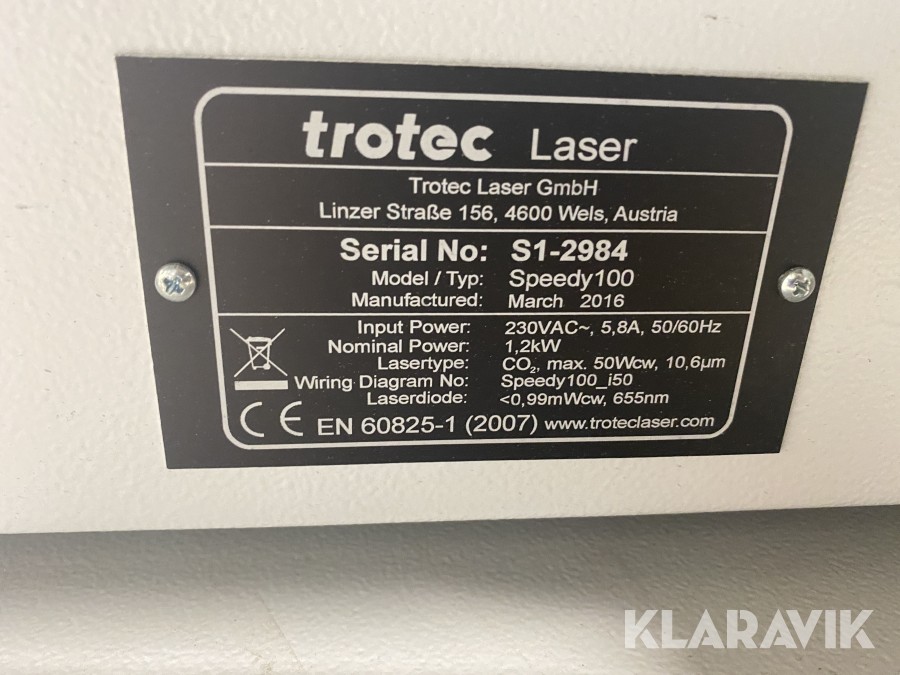 trotec Laser
Trotec Laser GmbH
Linzer Straße 156, 4600 Wels, Austria
Serial No: S1-2984
Model / Typ: Speedy100
Manufactured: March 2016
Input Power: 230VAC~, 5,8A, 50/60Hz
Nominal Power: 1,2kW
Lasertype: CO₂, max. 50Wcw, 10,6µm
Wiring Diagram No: Speedy100_i50
Laserdiode: <0,99mWcw, 655nm
CE EN 60825-1 (2007) www.troteclaser.com
KLARAVIK